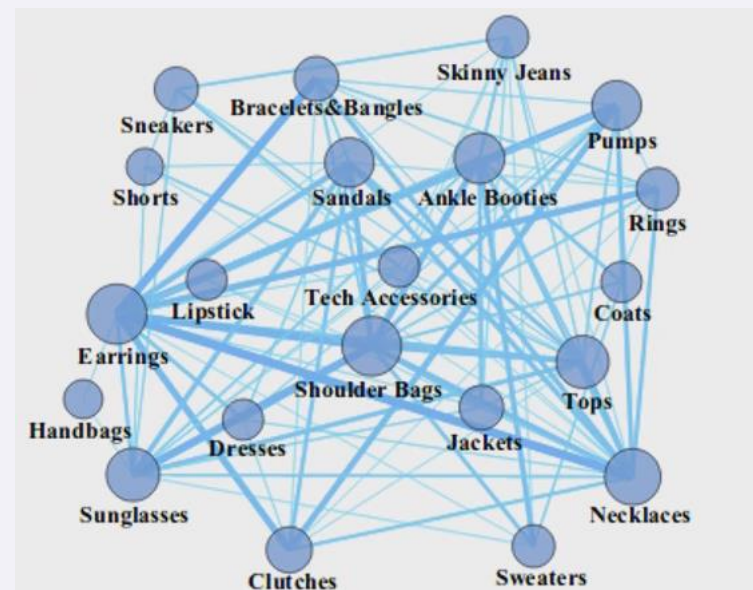 Skinny Jeans
Bracelets&Bangles
Sneakers
Pumps
Shorts
Sandals
Ankle Booties
Rings
Lipstick
Tech Accessories
Coats
Earrings
Shoulder Bags
Tops
Handbags
Dresses
Jackets
Sunglasses
Necklaces
Clutches
Sweaters